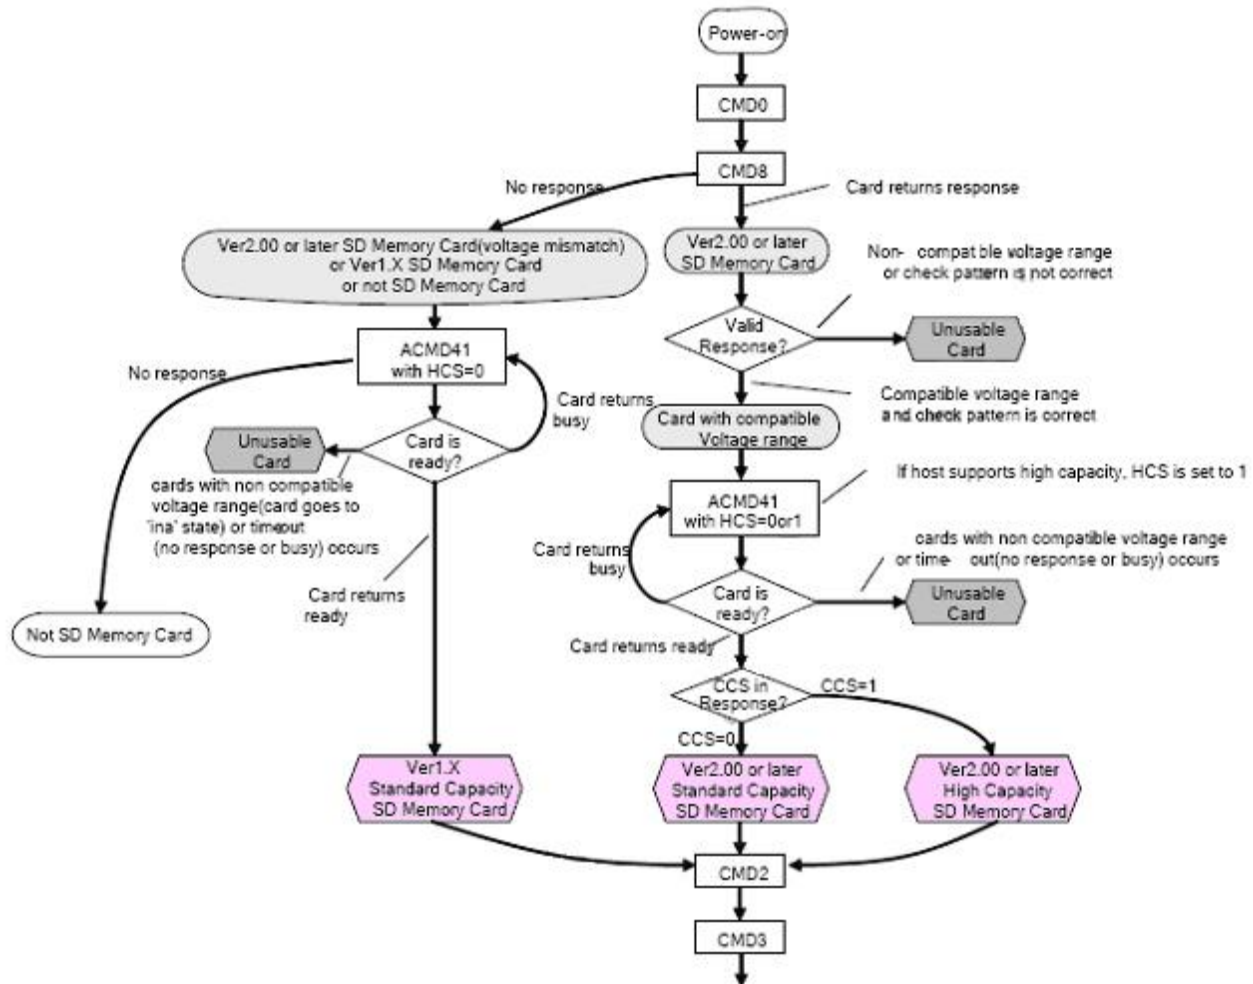 Power-on
CMD0
CMD8
No response
Card returns response
Ver2.00 or later SD Memory Card(voltage mismatch)
or Ver1.X SD Memory Card
or not SD Memory Card
Ver2.00 or later
SD Memory Card
Non- compatble voltage range
or check pattern is not correct
Valid
Response?
Unusable
Card
ACMD41
with HCS=0
No response
Card returns
busy
Compatible voltage range
and check pattern is correct
Card with compatible
Voltage range
Unusable
Card
Card is
ready?
cards with non compatible
voltage range(card goes to
'ina' state) or timeout
(no response or busy) occurs
If host supports high capacity, HCS is set to 1
ACMD41
with HCS=0or1
Card returns
busy
cards with non compatible voltage range
or time- out(no response or busy) occurs
Card is
ready?
Unusable
Card
Card returns
ready
Not SD Memory Card
Card returns ready
CCS in
Response?
CCS=1
CCS=0
Ver1.X
Standard Capacity
SD Memory Card
Ver2.00 or later
Standard Capacity
SD Memory Card
Ver2.00 or later
High Capacity
SD Memory Card
CMD2
CMD3